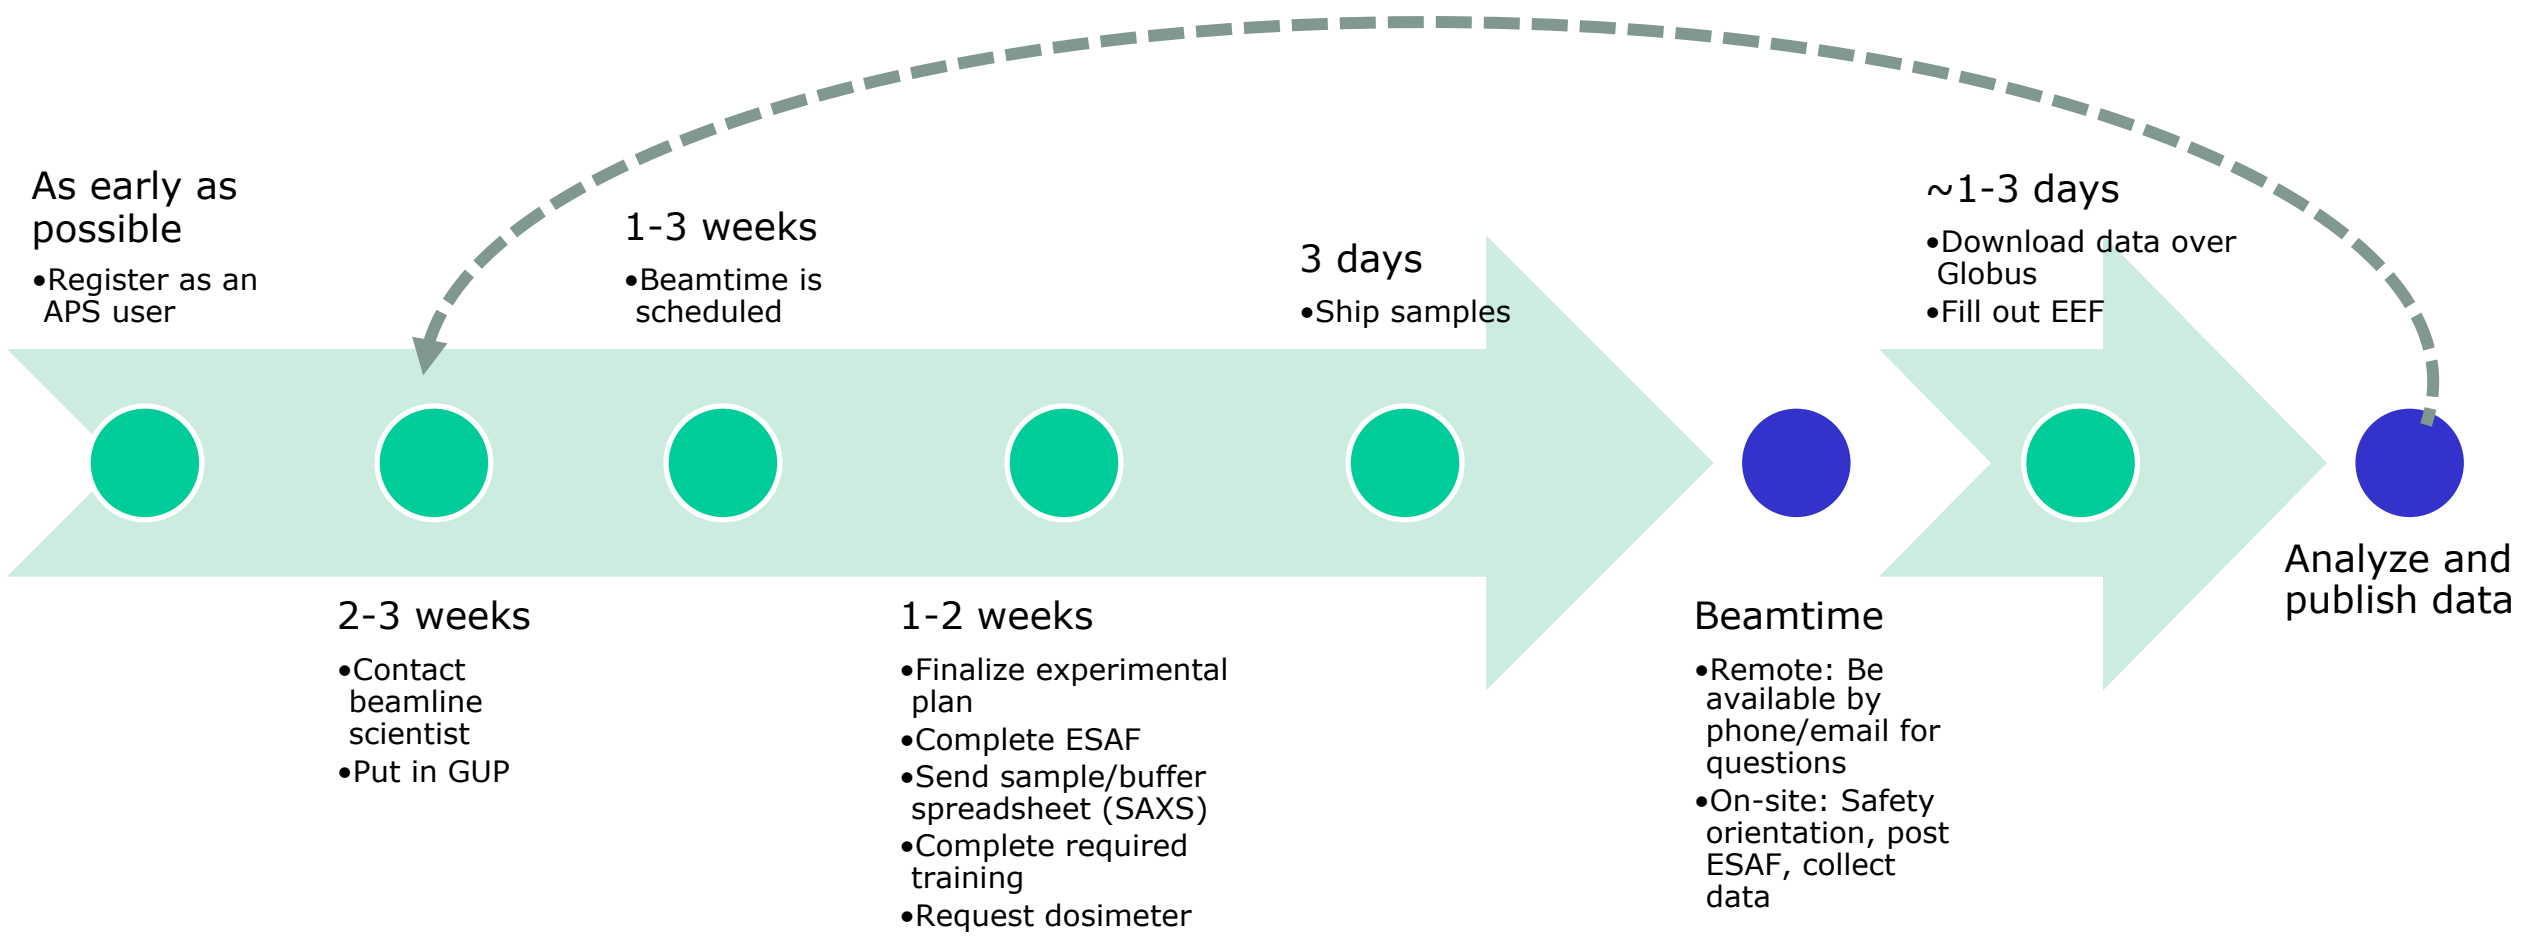 As early as
possible
•Register as an
APS user
2-3 weeks
•Contact
beamline
scientist
•Put in GUP
1-3 weeks
•Beamtime is
scheduled
1-2 weeks
•Finalize experimental
plan
•Complete ESAF
•Send sample/buffer
spreadsheet (SAXS)
•Complete required
training
•Request dosimeter
3 days
•Ship samples
Beamtime
•Remote: Be
available by
phone/email for
questions
•On-site: Safety
orientation, post
ESAF, collect
data
~1-3 days
•Download data over
Globus
•Fill out EEF
Analyze and
publish data